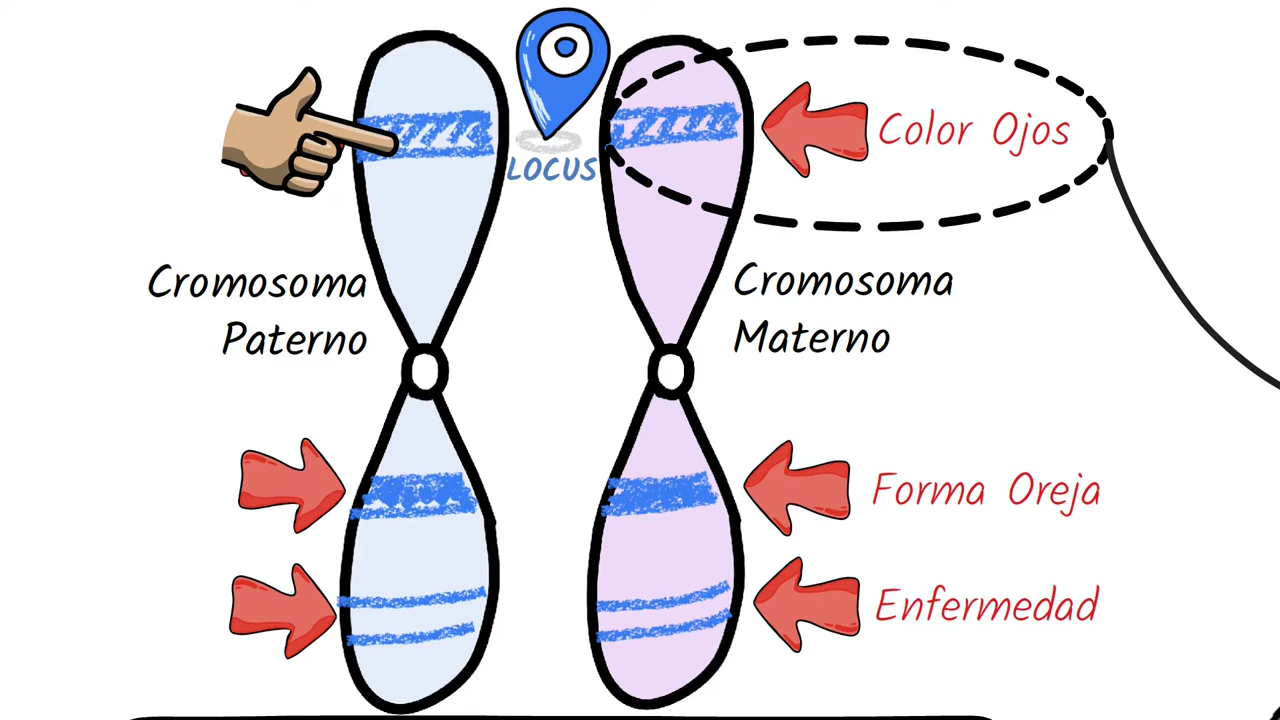 LOCUS
Color Ojos
Cromosoma
Paterno
Cromosoma
Materno
Forma Oreja
Enfermedad